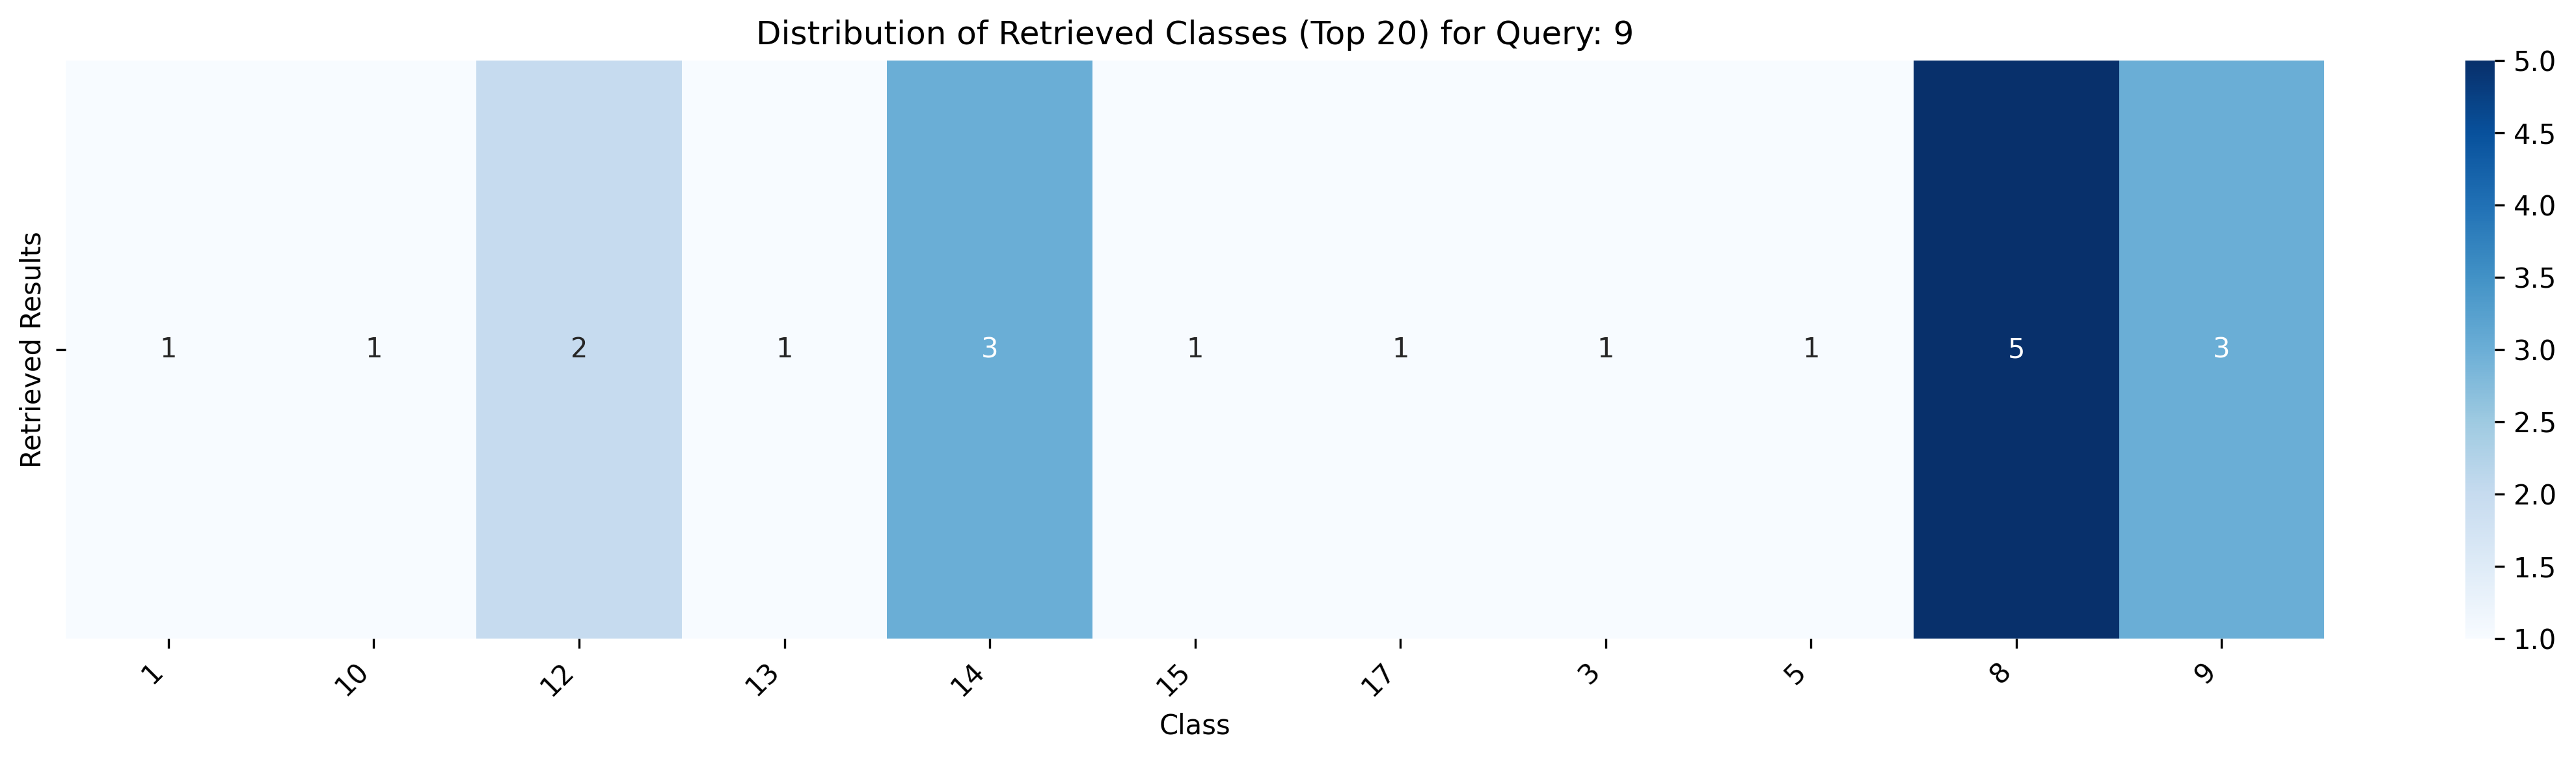 Distribution of Retrieved Classes (Top 20) for Query: 9
Retrieved Results
1 1 2 1 3 1 1 1 1 5 3
1 10 12 13 14 15 17 3 5 8 9
Class
5.0
4.5
4.0
3.5
3.0
2.5
2.0
1.5
1.0